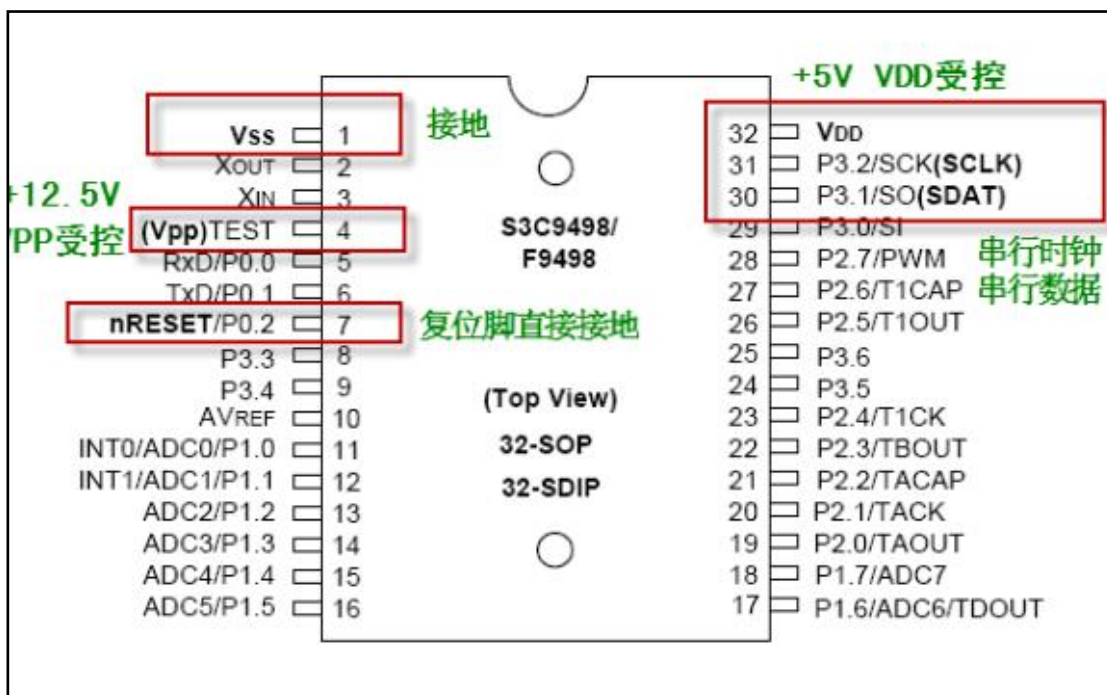 +5V VDD受控
接地
Vss 1
XOUT 2
XIN 3
+12.5V
VPP受控
(Vpp)TEST 4
RxD/P0.0 5
TxD/P0.1 6
nRESET/P0.2 7
复位脚直接接地
P3.3 8
P3.4 9
AVREF 10
INT0/ADC0/P1.0 11
INT1/ADC1/P1.1 12
ADC2/P1.2 13
ADC3/P1.3 14
ADC4/P1.4 15
ADC5/P1.5 16
S3C9498/
F9498
(Top View)
32-SOP
32-SDIP
32 VDD
31 P3.2/SCK(SCLK)
30 P3.1/SO(SDAT)
29 P3.0/SI
串行时钟
28 P2.7/PWM
27 P2.6/T1CAP
串行数据
26 P2.5/T1OUT
25 P3.6
24 P3.5
23 P2.4/T1CK
22 P2.3/TBOUT
21 P2.2/TACAP
20 P2.1/TACK
19 P2.0/TAOUT
18 P1.7/ADC7
17 P1.6/ADC6/TDOUT